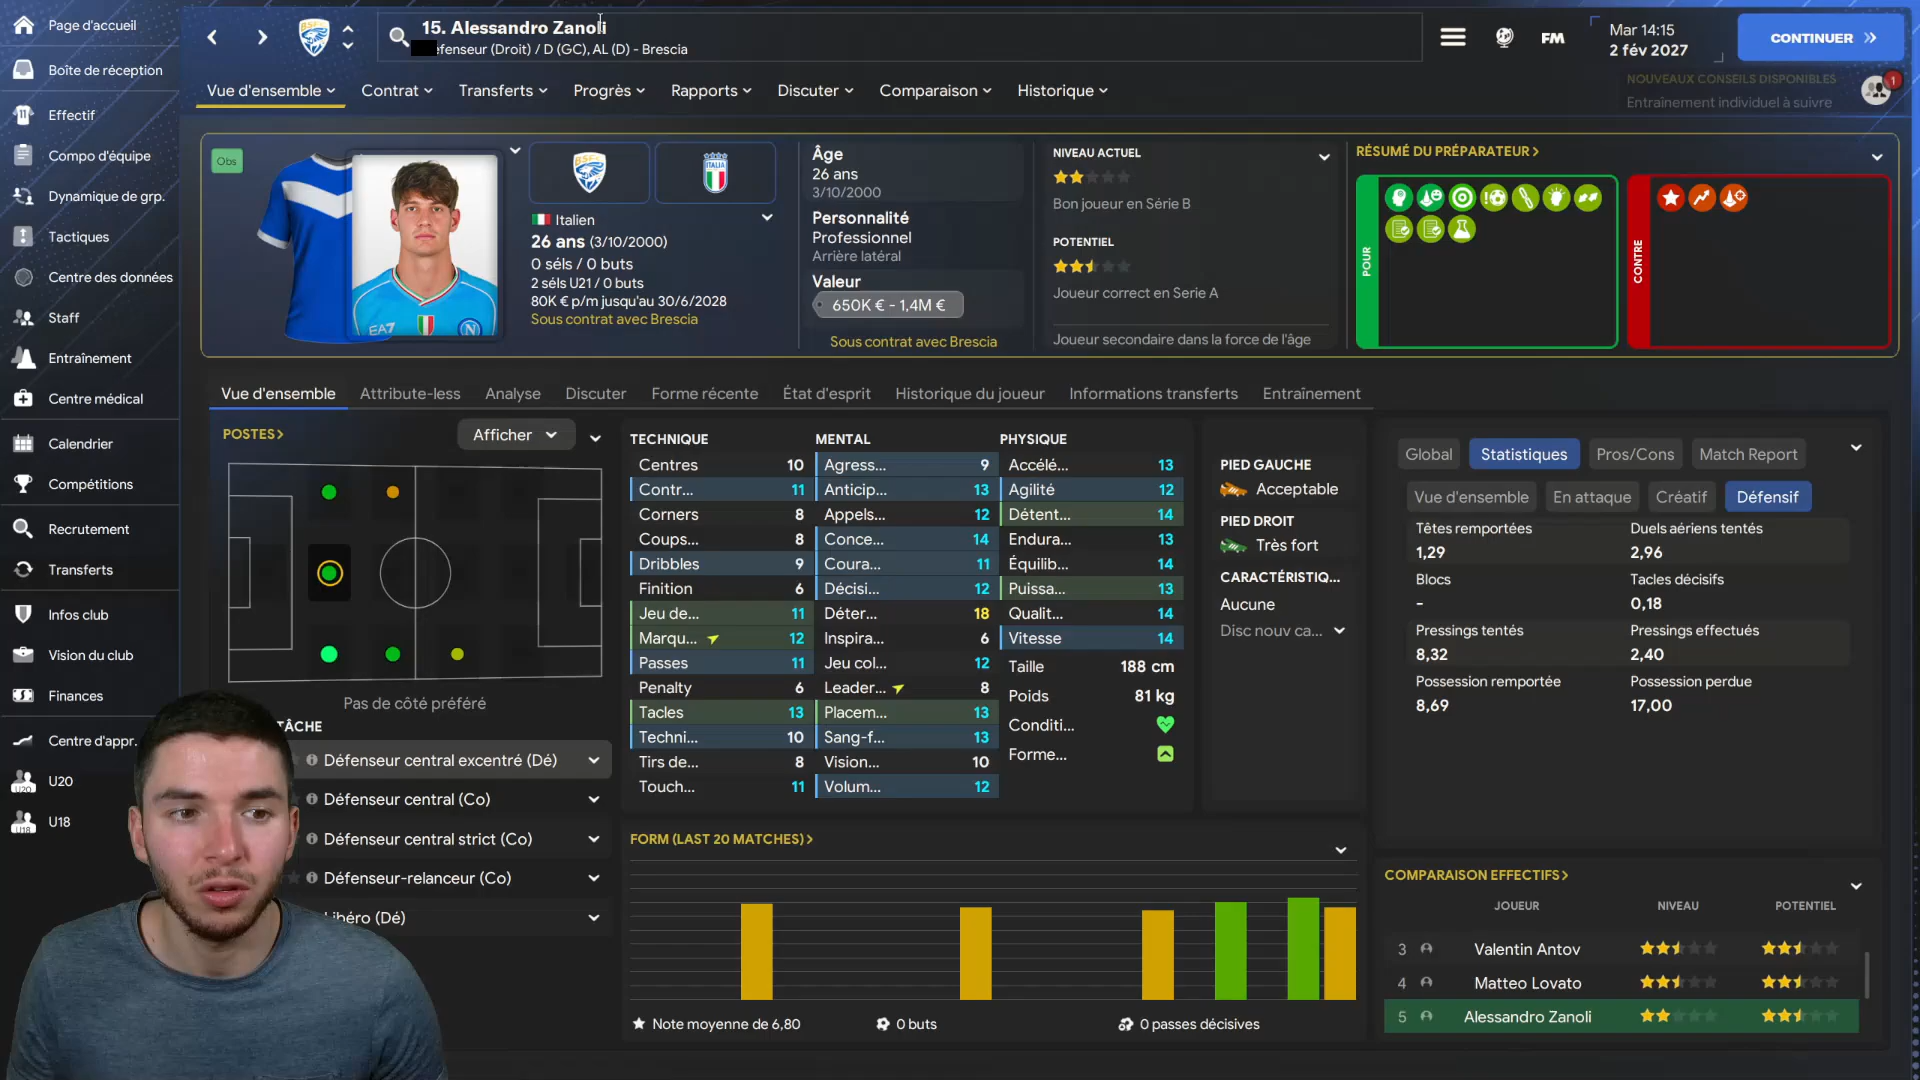 Page d'accueil
Boîte de réception
Effectif
Compo d'équipe
Dynamique de grp.
Tactiques
Centre des données
Staff
Entraînement
Centre médical
Calendrier
Compétitions
Recrutement
Transferts
Infos club
Vision du club
Finances
Centre d'appr.
U20
U18
15. Alessandro Zanoli
éfenseur (Droit) / D (GC), AL (D) - Brescia
FM
Mar 14:15
2 fév 2027
CONTINUER
NOUVEAUX CONSEILS DISPONIBLES
Entraînement individuel à suivre
1
Vue d'ensemble
Contrat
Transferts
Progrès
Rapports
Discuter
Comparaison
Historique
Obs
EA7
Italien
26 ans (3/10/2000)
0 séls / 0 buts
2 séls U21 / 0 buts
80K € p/m jusqu'au 30/6/2028
Sous contrat avec Brescia
Âge
26 ans
3/10/2000
Personnalité
Professionnel
Arrière latéral
Valeur
650K € - 1,4M €
Sous contrat avec Brescia
NIVEAU ACTUEL
Bon joueur en Série B
POTENTIEL
Joueur correct en Serie A
Joueur secondaire dans la force de l'âge
RÉSUMÉ DU PRÉPARATEUR
POUR
CONTRE
Vue d'ensemble
Attribute-less
Analyse
Discuter
Forme récente
État d'esprit
Historique du joueur
Informations transferts
Entraînement
POSTES
Afficher
Pas de côté préféré
TÂCHE
Défenseur central excentré (Dé)
Défenseur central (Co)
Défenseur central strict (Co)
Défenseur-relanceur (Co)
Libéro (Dé)
TECHNIQUE
Centres 10
Contr... 11
Corners 8
Coups... 8
Dribbles 9
Finition 6
Jeu de... 11
Marqu... 12
Passes 11
Penalty 6
Tacles 13
Techni... 10
Tirs de... 8
Touch... 11
MENTAL
Agress... 9
Anticip... 13
Appels... 12
Conce... 14
Coura... 11
Décisi... 12
Déter... 18
Inspira... 6
Jeu col... 12
Leader... 8
Placem... 13
Sang-f... 13
Vision... 10
Volum... 12
PHYSIQUE
Accélé... 13
Agilité 12
Détent... 14
Endura... 13
Équilib... 14
Puissa... 13
Qualit... 14
Vitesse 14
Taille 188 cm
Poids 81 kg
Conditi...
Forme...
PIED GAUCHE
Acceptable
PIED DROIT
Très fort
CARACTÉRISTIQ...
Aucune
Disc nouv ca...
Global
Statistiques
Pros/Cons
Match Report
Vue d'ensemble
En attaque
Créatif
Défensif
Têtes remportées Duels aériens tentés
1,29 2,96
Blocs Tacles décisifs
- 0,18
Pressings tentés Pressings effectués
8,32 2,40
Possession remportée Possession perdue
8,69 17,00
FORM (LAST 20 MATCHES)
Note moyenne de 6,80
0 buts
0 passes décisives
COMPARAISON EFFECTIFS
JOUEUR NIVEAU POTENTIEL
3 Valentin Antov
4 Matteo Lovato
5 Alessandro Zanoli